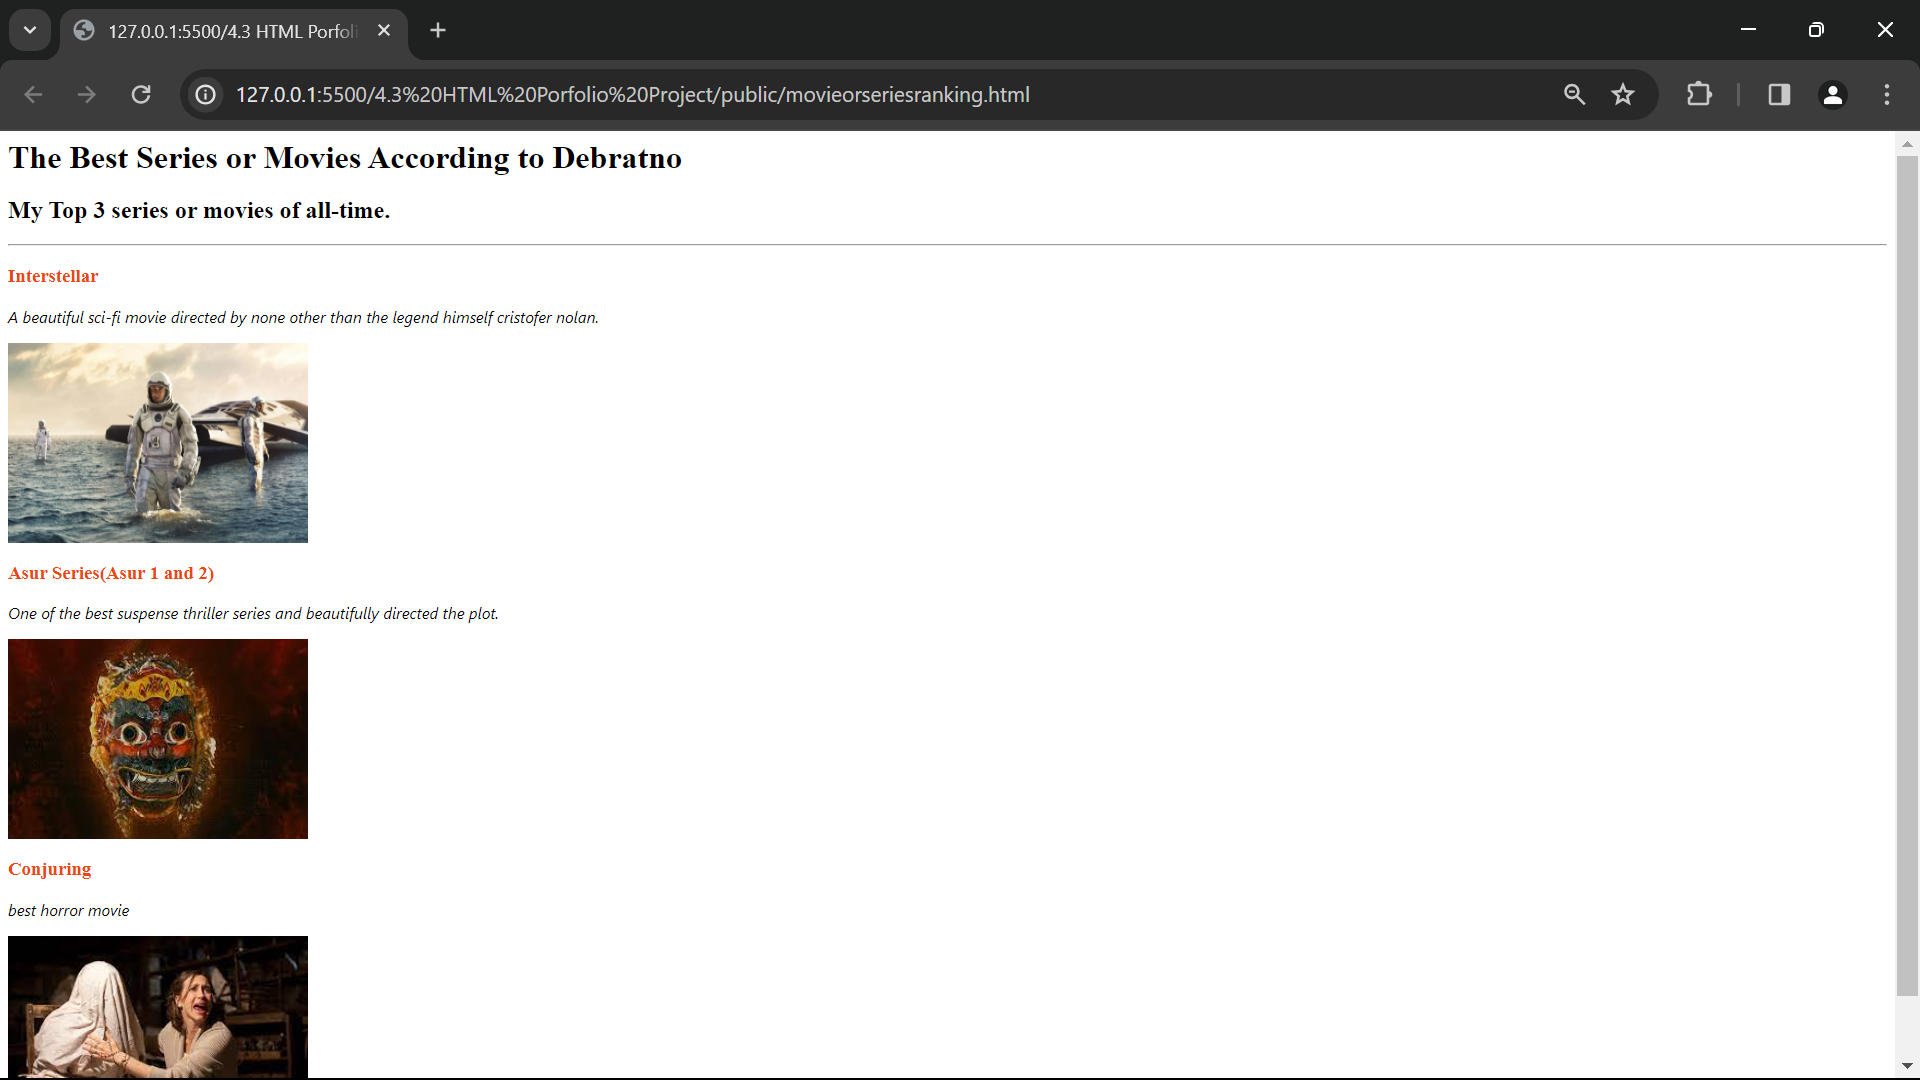 127.0.0.1:5500/4.3 HTML Porfoli
127.0.0.1:5500/4.3%20HTML%20Porfolio%20Project/public/movieorseriesranking.html
The Best Series or Movies According to Debratno
My Top 3 series or movies of all-time.
Interstellar
A beautiful sci-fi movie directed by none other than the legend himself cristofer nolan.
Asur Series(Asur 1 and 2)
One of the best suspense thriller series and beautifully directed the plot.
Conjuring
best horror movie